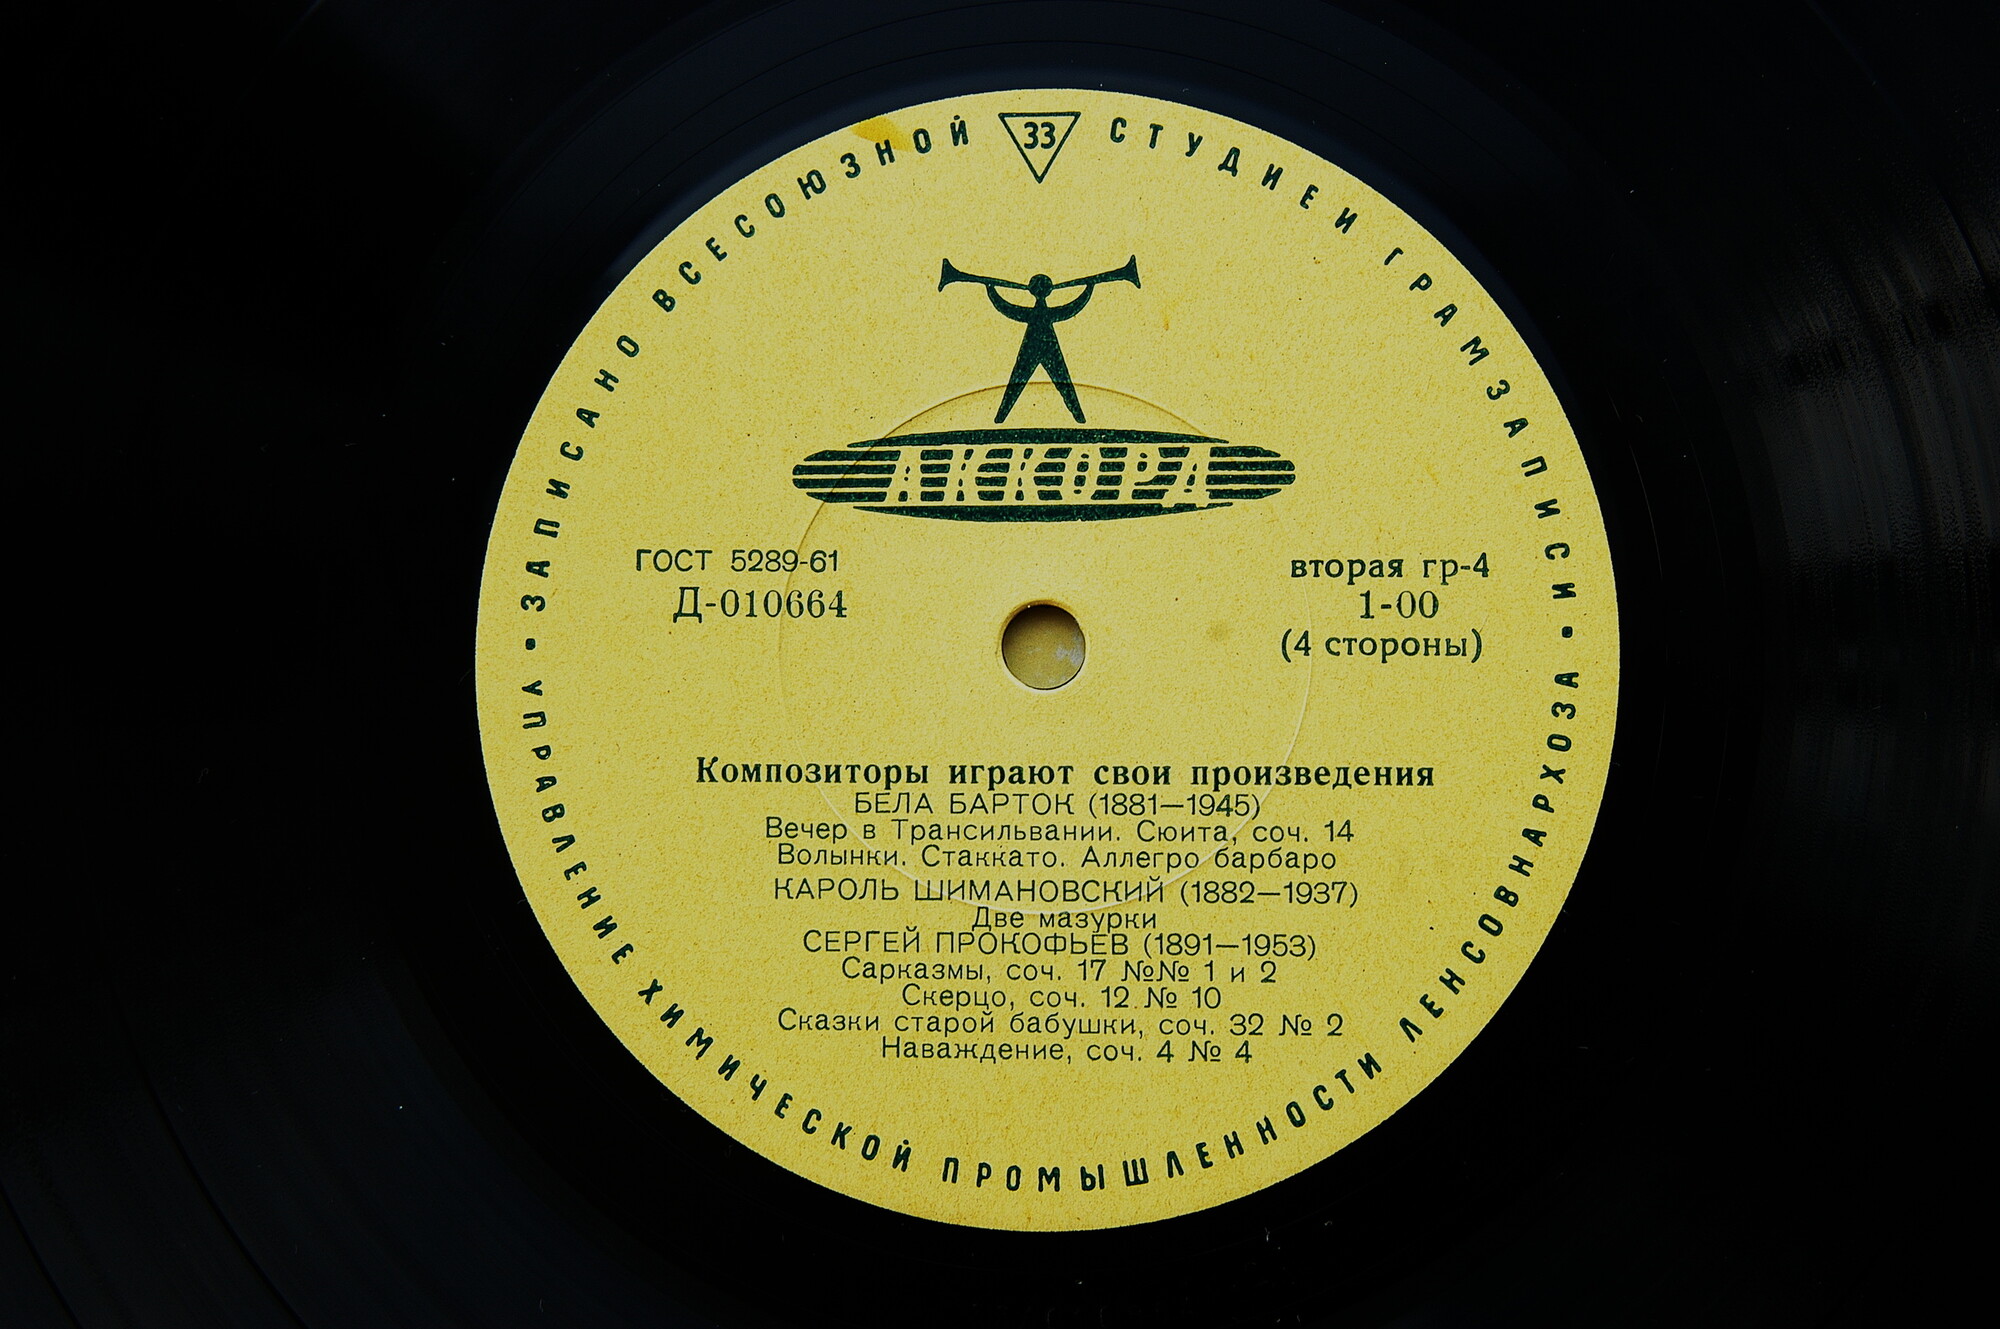 ЗАПИСАНО ВСЕСОЮЗНОЙ СТУДИЕЙ ГРАМЗАПИСИ
33
АККОРД
ГОСТ 5289-61
Д-010664
вторая гр-4
1-00
(4 стороны)
Композиторы играют свои произведения
БЕЛА БАРТОК (1881—1945)
Вечер в Трансильвании. Сюита, соч. 14
Волынки. Стаккато. Аллегро барбаро
КАРОЛЬ ШИМАНОВСКИЙ (1882—1937)
Две мазурки
СЕРГЕЙ ПРОКОФЬЕВ (1891—1953)
Сарказмы, соч. 17 №№ 1 и 2
Скерцо, соч. 12 № 10
Сказки старой бабушки, соч. 32 № 2
Наваждение, соч. 4 № 4
• УПРАВЛЕНИЕ ХИМИЧЕСКОЙ ПРОМЫШЛЕННОСТИ ЛЕНСОВНАРХОЗА •